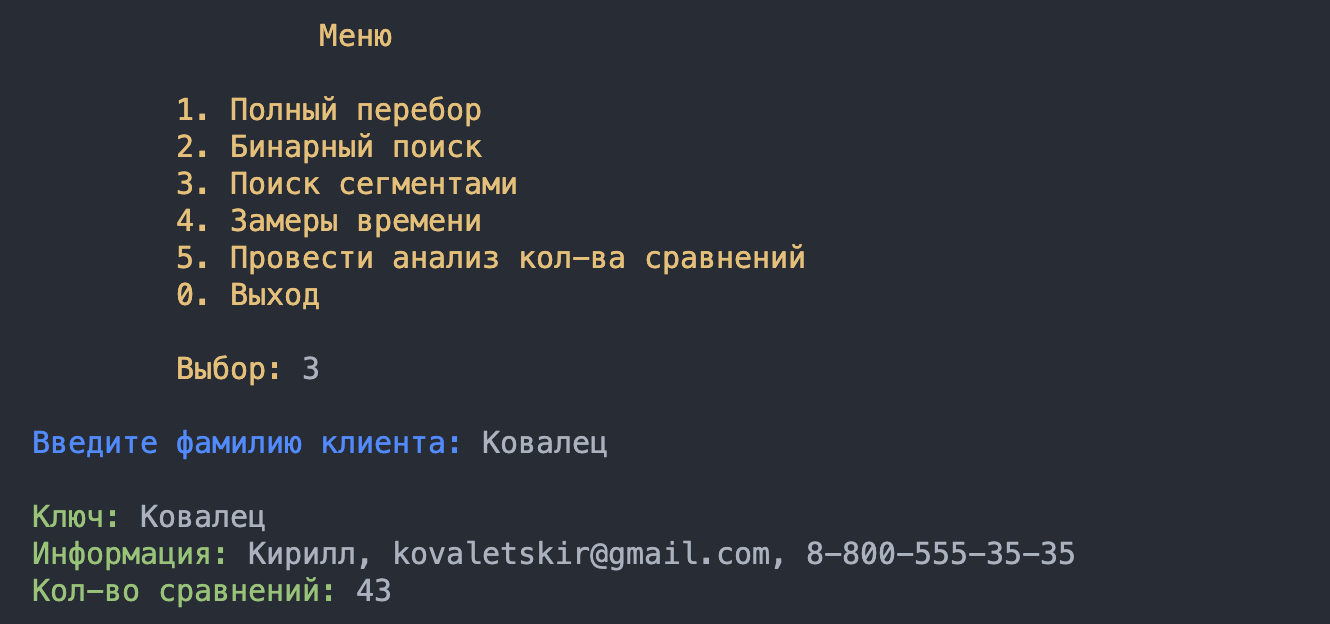 Меню
1. Полный перебор
2. Бинарный поиск
3. Поиск сегментами
4. Замеры времени
5. Провести анализ кол-ва сравнений
0. Выход
Выбор: 3
Введите фамилию клиента: Ковалец
Ключ: Ковалец
Информация: Кирилл, kovaletskir@gmail.com, 8-800-555-35-35
Кол-во сравнений: 43